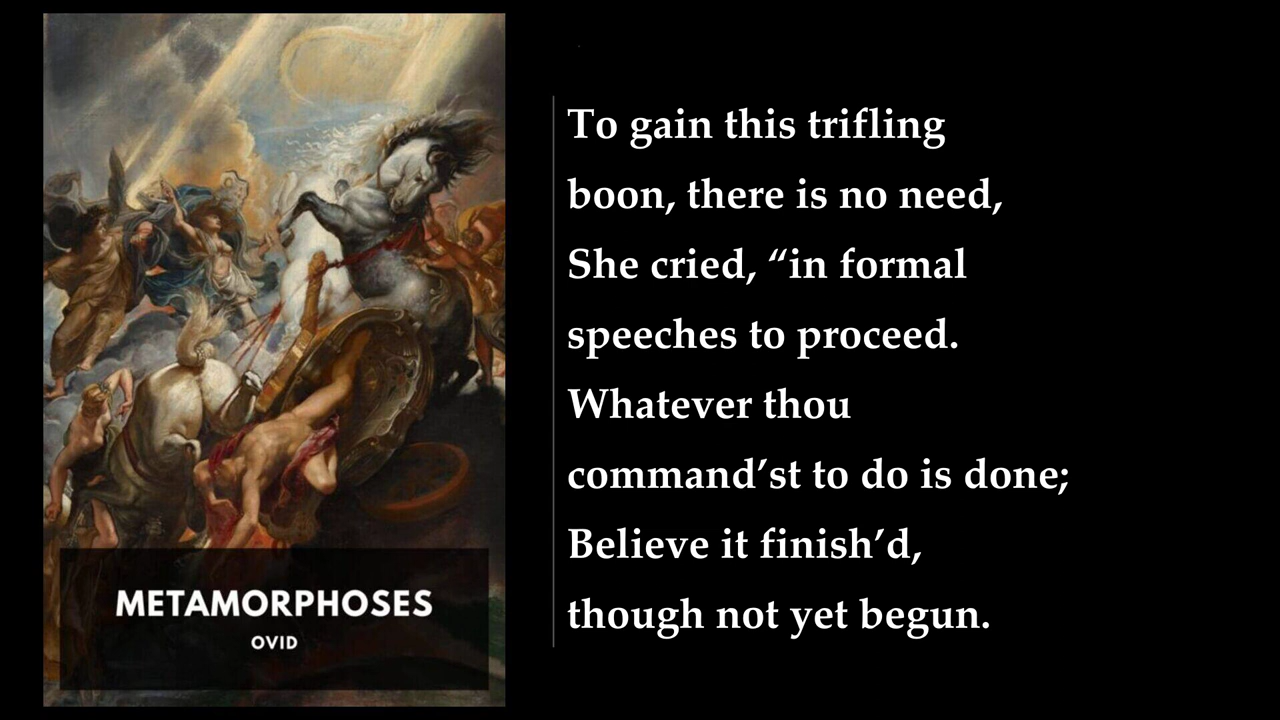 METAMORPHOSES
OVID
To gain this trifling
boon, there is no need,
She cried, “in formal
speeches to proceed.
Whatever thou
command’st to do is done;
Believe it finish’d,
though not yet begun.